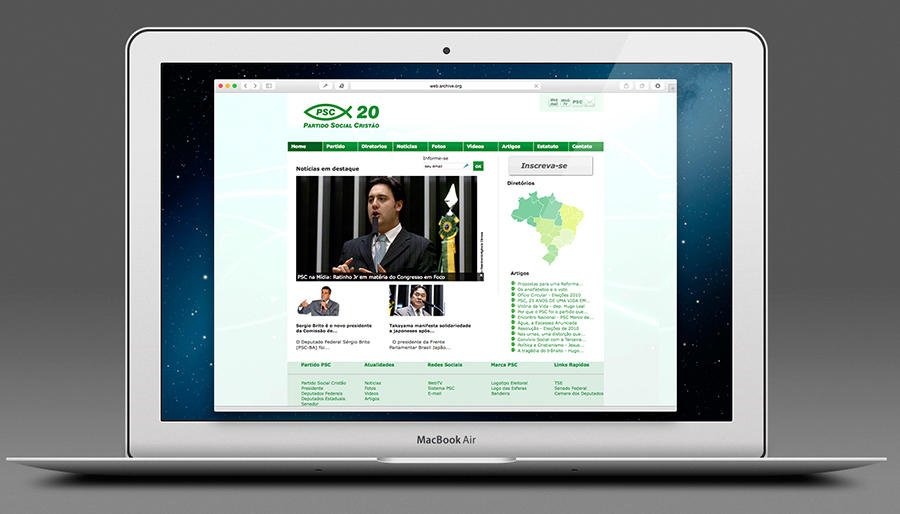 web.archive.org
PSC 20
PARTIDO SOCIAL CRISTÃO
Web mail
PSC
Home Partido Diretorios Noticias Fotos Videos Artigos Estatuto Contato
Informe-se
seu email OK
Inscreva-se
Notícias em destaque
Diretórios
PSC na Mídia: Ratinho Jr em matéria do Congresso em Foco
Sergio Brito é o novo presidente
da Comissão de...
O Deputado Federal Sérgio Brito
(PSC-BA) foi...
Takayama manifesta solidariedade
a japoneses após...
O presidente da Frente
Parlamentar Brasil Japão...
Artigos
Propostas para uma Reforma...
Os analfabetos e o voto
Ofício Circular - Eleições 2010
PSC, 25 ANOS DE UMA VIDA EM...
Vitória da Vida - dep. Hugo Leal
Por que o PSC foi o partido que...
Encontro Nacional - PSC Marco de...
Água, a Escassez Anunciada
Resolução - Eleições de 2010
Nas urnas, uma distorção que...
Convívio Social com a Terceira...
Política e Cristianismo - Jesus...
A tragédia do trânsito - Hugo...
Partido PSC Atualidades Redes Sociais Marca PSC Links Rapidos
Partido Social Cristão Noticias WebTV Logotipo Eleitoral TSE
Presidente Fotos Sistema PSC Logo das Esferas Senado Federal
Deputados Federais Videos E-mail Bandeira Camara dos Deputados
Deputados Estaduais Artigos
Senador
MacBook Air